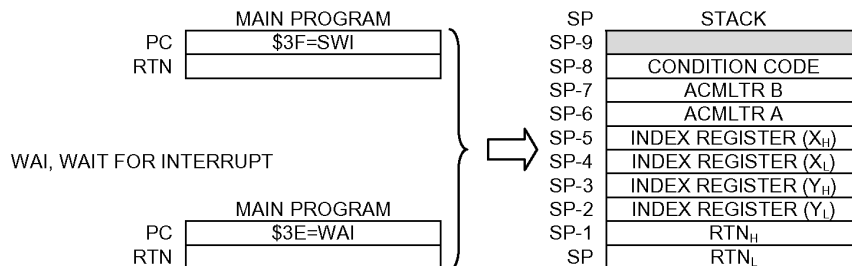 MAIN PROGRAM
PC $3F=SWI
RTN
WAI, WAIT FOR INTERRUPT
MAIN PROGRAM
PC $3E=WAI
RTN
SP STACK
SP-9
SP-8 CONDITION CODE
SP-7 ACMLTR B
SP-6 ACMLTR A
SP-5 INDEX REGISTER (XH)
SP-4 INDEX REGISTER (XL)
SP-3 INDEX REGISTER (YH)
SP-2 INDEX REGISTER (YL)
SP-1 RTNH
SP RTNL